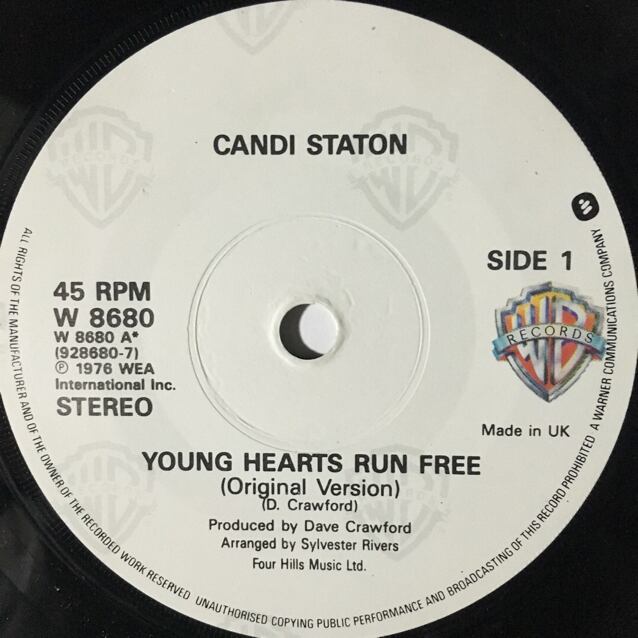 CANDI STATON
SIDE 1
45 RPM
W 8680
W 8680 A*
(928680-7)
℗ 1976 WEA
International Inc.
STEREO
WB
RECORDS
Made in UK
YOUNG HEARTS RUN FREE
(Original Version)
(D. Crawford)
Produced by Dave Crawford
Arranged by Sylvester Rivers
Four Hills Music Ltd.
ALL RIGHTS OF THE MANUFACTURER AND OF THE OWNER OF THE RECORDED WORK RESERVED UNAUTHORISED COPYING PUBLIC PERFORMANCE AND BROADCASTING OF THIS RECORD PROHIBITED A WARNER COMMUNICATIONS COMPANY